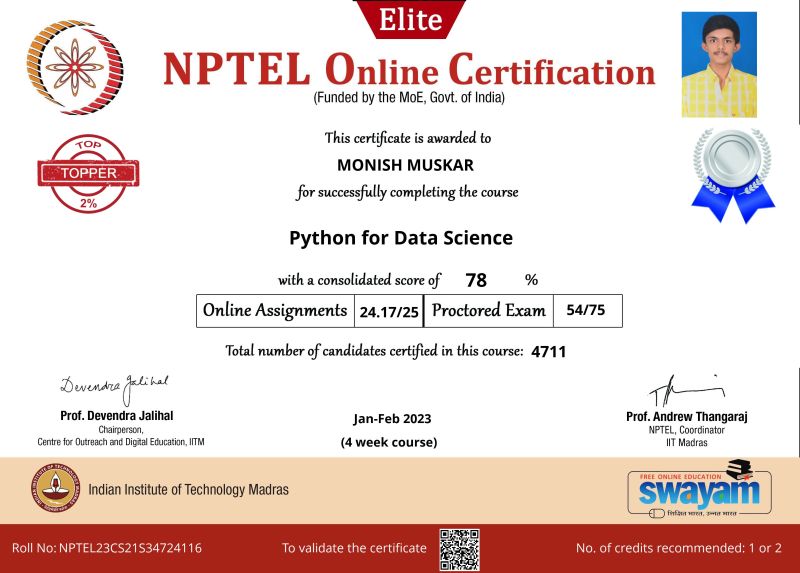 Elite
NPTEL Online Certification
(Funded by the MoE, Govt. of India)
TOP
TOPPER
2%
This certificate is awarded to
MONISH MUSKAR
for successfully completing the course
Python for Data Science
with a consolidated score of 78 %
Online Assignments 24.17/25 Proctored Exam 54/75
Total number of candidates certified in this course: 4711
Devendra Jalihal
Prof. Devendra Jalihal
Chairperson,
Centre for Outreach and Digital Education, IITM
Jan-Feb 2023
(4 week course)
Prof. Andrew Thangaraj
NPTEL, Coordinator
IIT Madras
Indian Institute of Technology Madras
FREE ONLINE EDUCATION
swayam
शिक्षित भारत, उन्नत भारत
Roll No: NPTEL23CS21S34724116
To validate the certificate
No. of credits recommended: 1 or 2